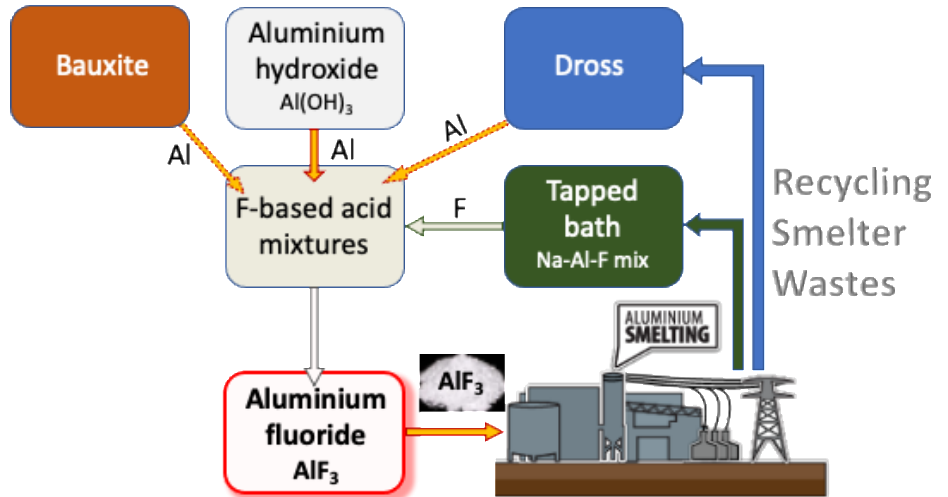 Bauxite
Aluminium
hydroxide
Al(OH)₃
Dross
Al
Al
Al
F-based acid
mixtures
F
Tapped
bath
Na-Al-F mix
Recycling
Smelter
Wastes
ALUMINIUM
SMELTING
Aluminium
fluoride
AlF₃
AlF₃